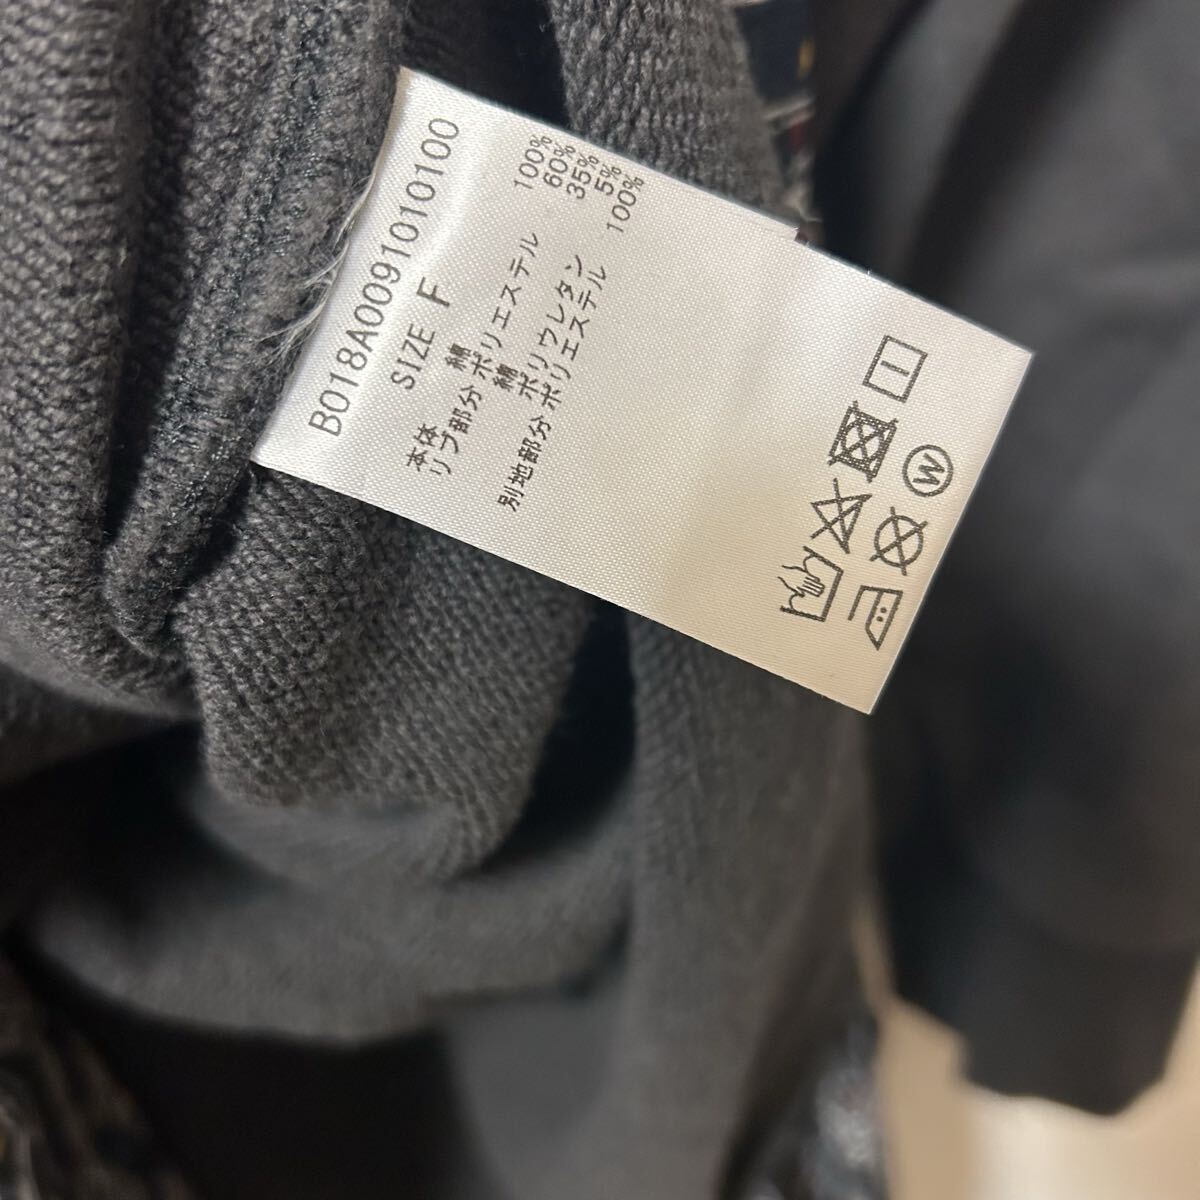 B018A0091010100
SIZE F
本体 綿 100%
リブ部分 ポリエステル 60%
綿 35%
ポリウレタン 5%
別地部分 ポリエステル 100%
W